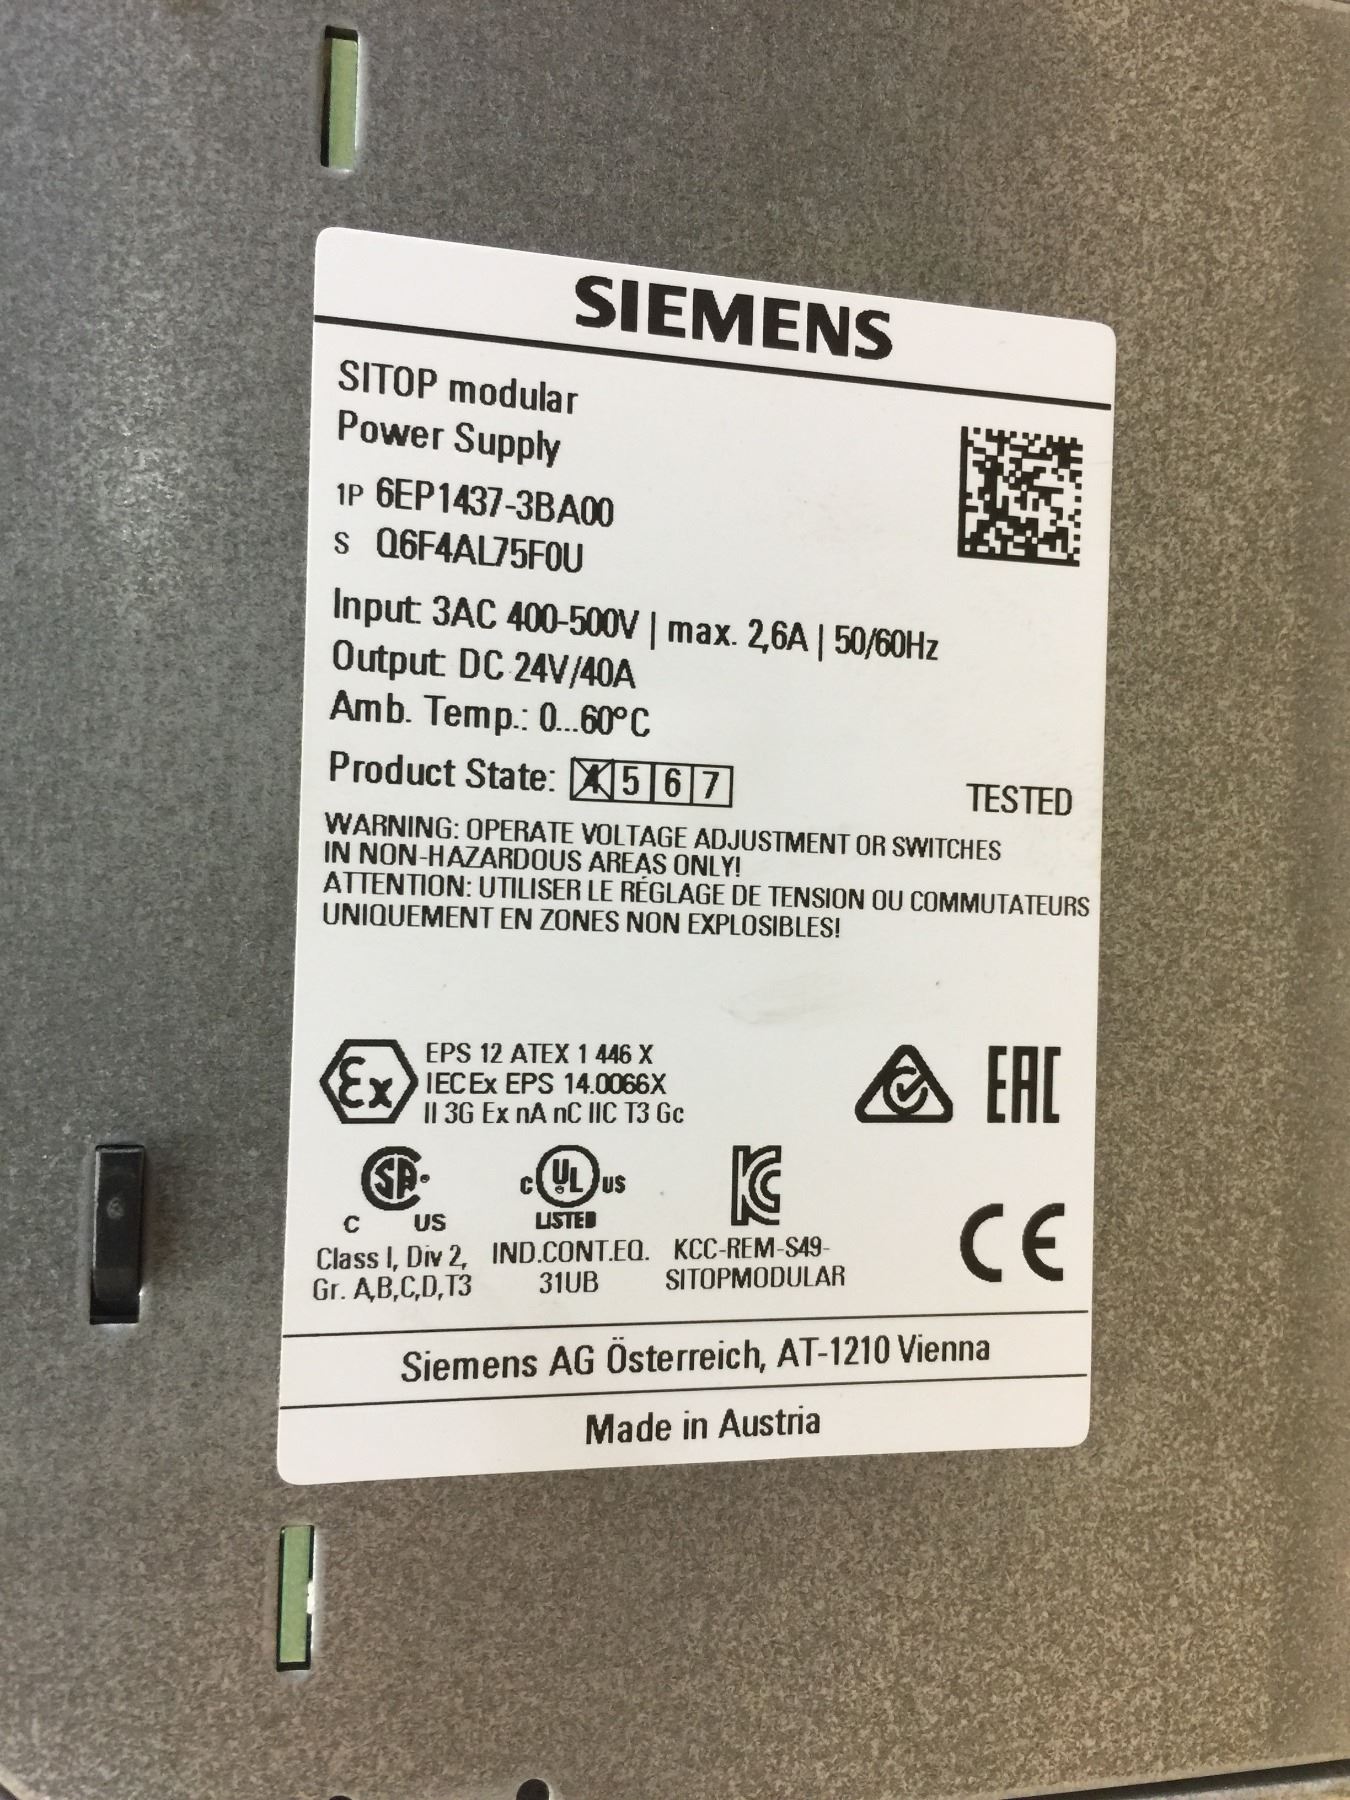 SIEMENS
SITOP modular
Power Supply
1P 6EP1437-3BA00
S Q6F4AL75F0U
Input: 3AC 400-500V | max. 2,6A | 50/60Hz
Output: DC 24V/40A
Amb. Temp.: 0...60°C
Product State: 4 5 6 7
TESTED
WARNING: OPERATE VOLTAGE ADJUSTMENT OR SWITCHES
IN NON-HAZARDOUS AREAS ONLY!
ATTENTION: UTILISER LE RÉGLAGE DE TENSION OU COMMUTATEURS
UNIQUEMENT EN ZONES NON EXPLOSIBLES!
Ex
EPS 12 ATEX 1 446 X
IECEx EPS 14.0066X
II 3G Ex nA nC IIC T3 Gc
EAC
SA
C US
Class I, Div 2,
Gr. A,B,C,D,T3
C UL US
LISTED
IND.CONT.EQ.
31UB
KC
KCC-REM-S49-
SITOPMODULAR
CE
Siemens AG Österreich, AT-1210 Vienna
Made in Austria